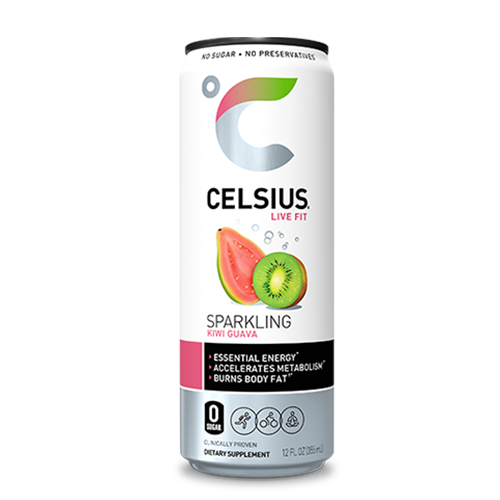 NO SUGAR • NO PRESERVATIVES
CELSIUS®
LIVE FIT
SPARKLING
KIWI GUAVA
› ESSENTIAL ENERGY*
› ACCELERATES METABOLISM*†
› BURNS BODY FAT*†
0
SUGAR
CLINICALLY PROVEN
DIETARY SUPPLEMENT
12 FL OZ (355 mL)